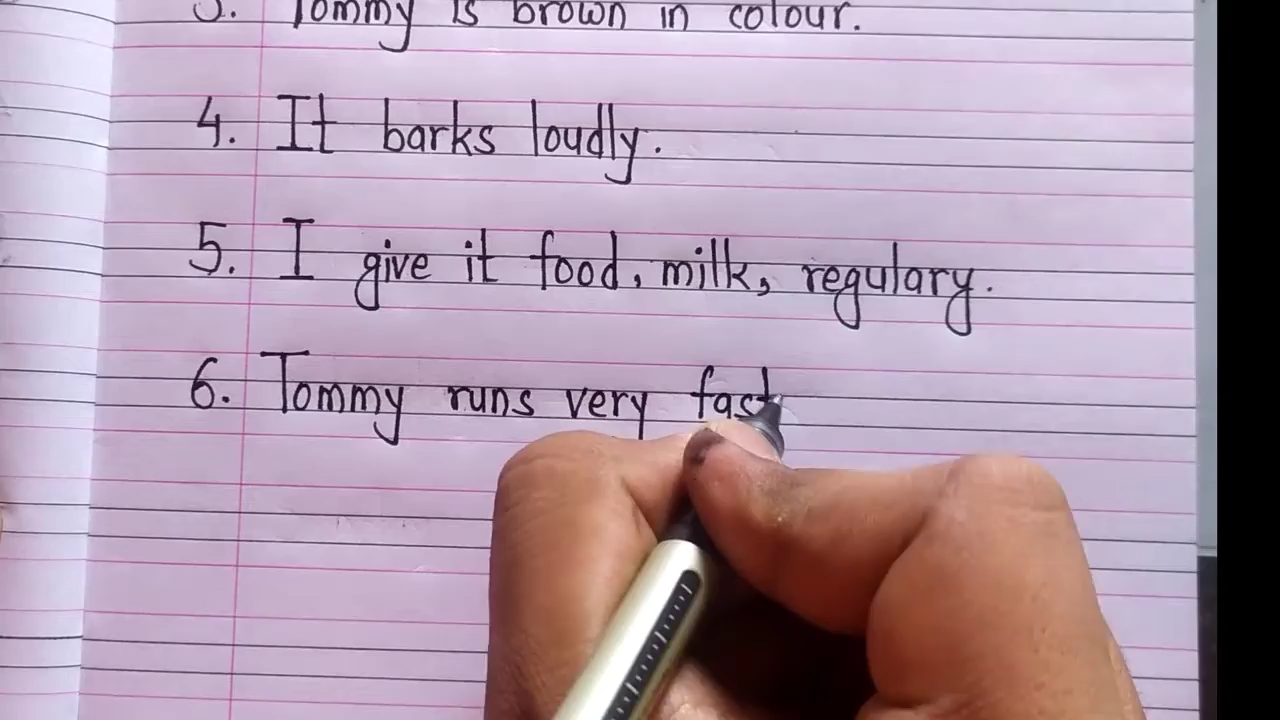 3. Tommy is brown in colour.
4. It barks loudly.
5. I give it food, milk, regulary.
6. Tommy runs very fast